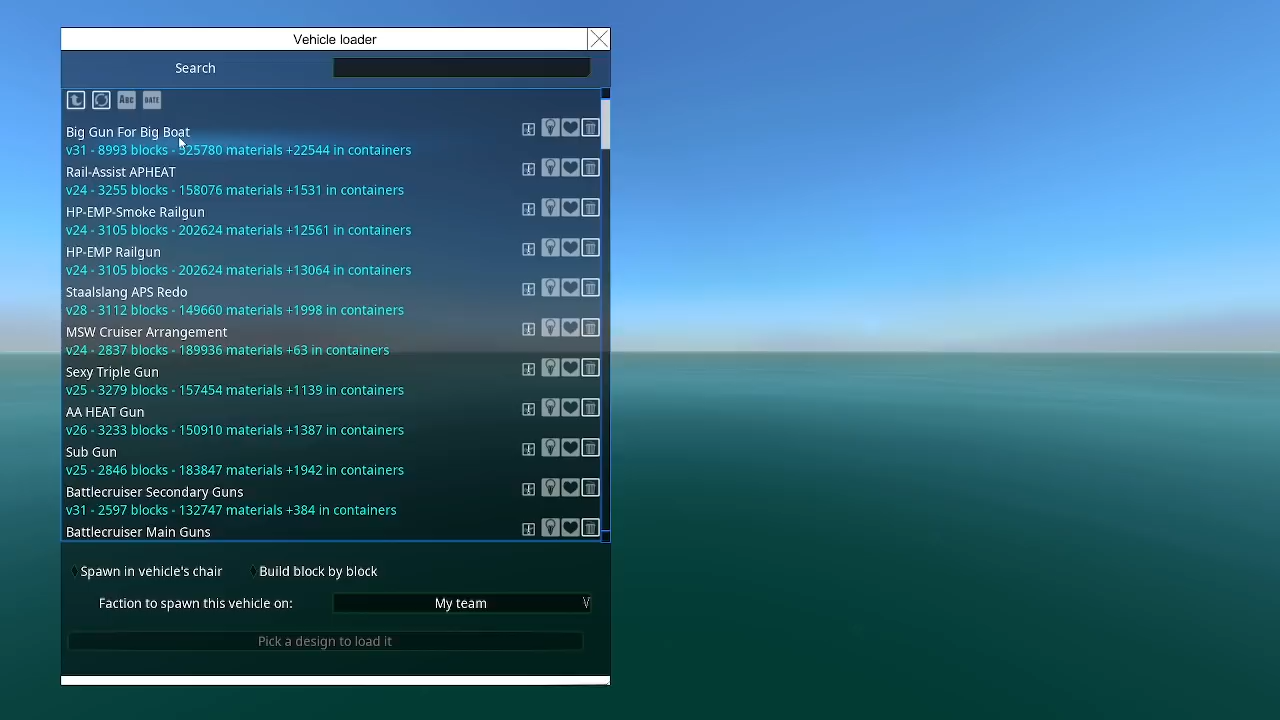 Vehicle loader
Search
ABC DATE
Big Gun For Big Boat
v31 - 8993 blocks - 525780 materials +22544 in containers
Rail-Assist APHEAT
v24 - 3255 blocks - 158076 materials +1531 in containers
HP-EMP-Smoke Railgun
v24 - 3105 blocks - 202624 materials +12561 in containers
HP-EMP Railgun
v24 - 3105 blocks - 202624 materials +13064 in containers
Staalslang APS Redo
v28 - 3112 blocks - 149660 materials +1998 in containers
MSW Cruiser Arrangement
v24 - 2837 blocks - 189936 materials +63 in containers
Sexy Triple Gun
v25 - 3279 blocks - 157454 materials +1139 in containers
AA HEAT Gun
v26 - 3233 blocks - 150910 materials +1387 in containers
Sub Gun
v25 - 2846 blocks - 183847 materials +1942 in containers
Battlecruiser Secondary Guns
v31 - 2597 blocks - 132747 materials +384 in containers
Battlecruiser Main Guns
Spawn in vehicle's chair Build block by block
Faction to spawn this vehicle on: My team
Pick a design to load it